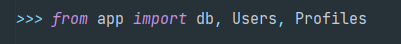 >>> from app import db, Users, Profiles